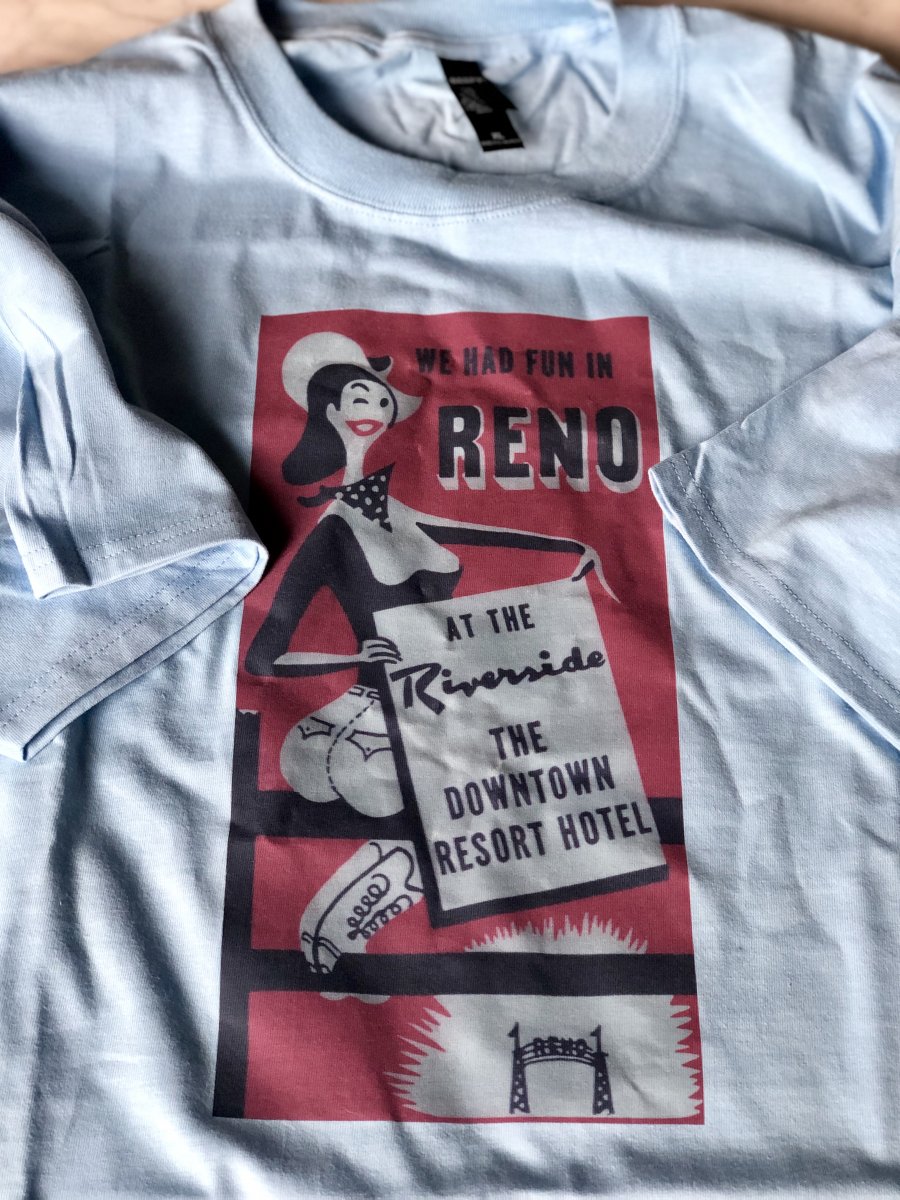 WE HAD FUN IN
RENO
AT THE
Riverside
THE
DOWNTOWN
RESORT HOTEL
RENO